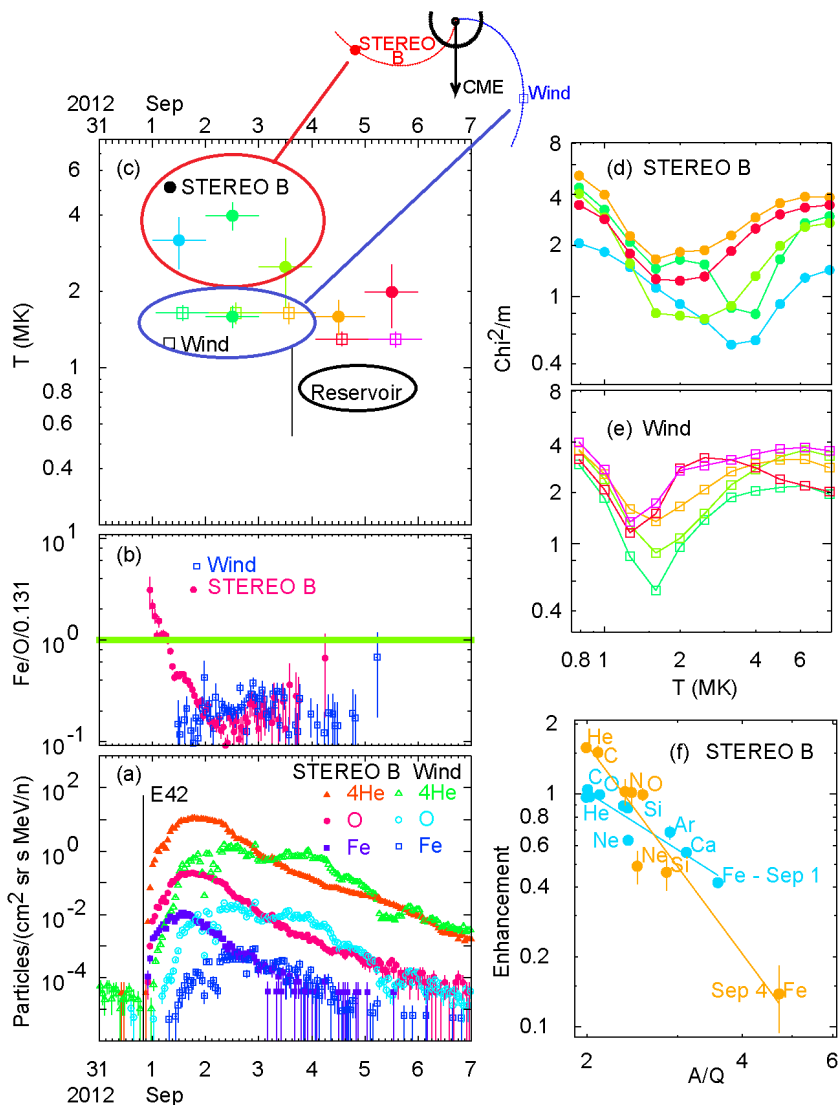 STEREO
B
CME
Wind
2012 Sep
31 1 2 3 4 5 6 7
(c)
STEREO B
Wind
Reservoir
T (MK)
6
4
2
1
0.8
0.6
0.4
0.1
(b)
Wind
STEREO B
Fe/O/0.131
10^1
10^0
10^-1
(a)
E42
STEREO B Wind
4He 4He
O O
Fe Fe
Particles/(cm^2 sr s MeV/n)
10^2
10^0
10^-2
10^-4
31 1 2 3 4 5 6 7
2012 Sep
(d) STEREO B
Chi^2/m
8
4
2
1
0.4
(e) Wind
8
4
2
1
0.4
0.8 1 2 4 6
T (MK)
(f) STEREO B
Enhancement
2
1
0.8
0.6
0.4
0.2
0.1
He
C
C O N O
He Si
Ne Ar
Ne Si Ca
Fe - Sep 1
Sep 4 Fe
2 4 6
A/Q